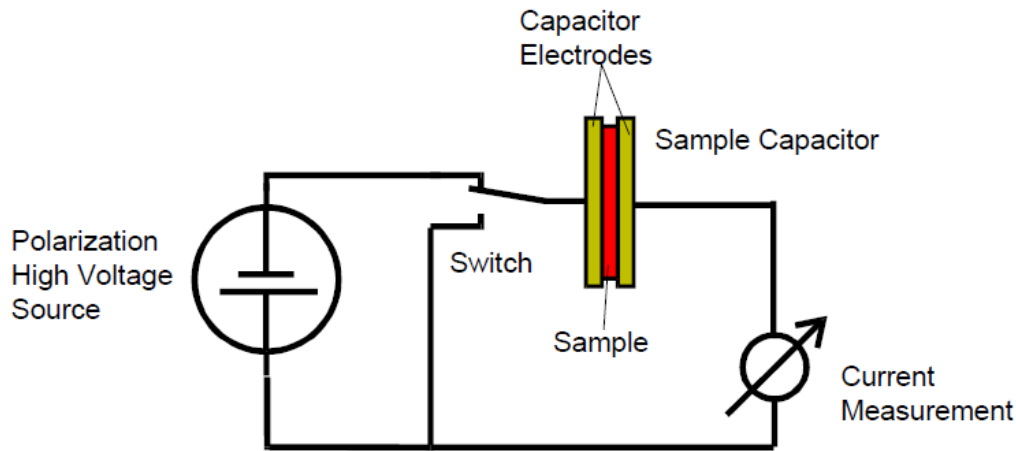 Capacitor
Electrodes
Sample Capacitor
Polarization
High Voltage
Source
Switch
Sample
Current
Measurement